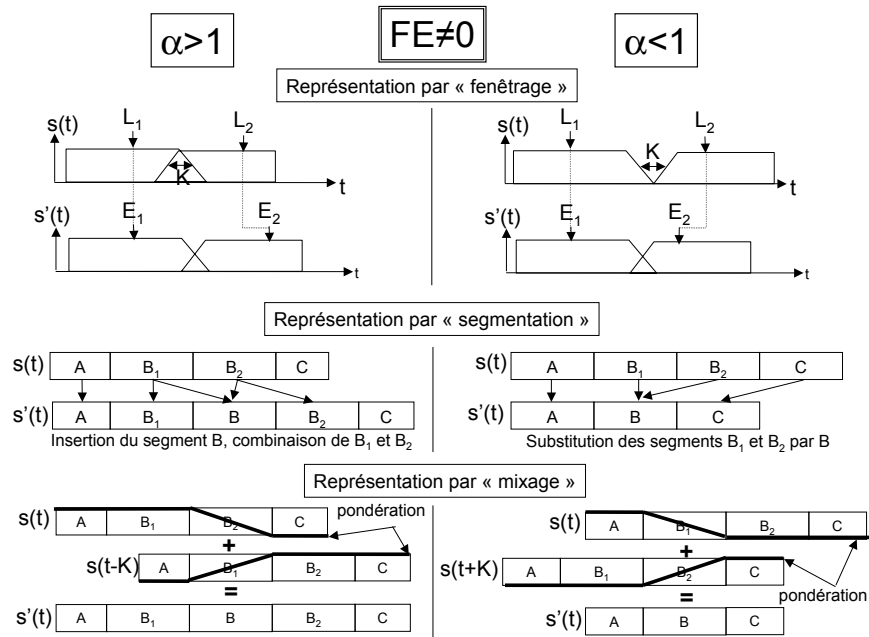 α>1 FE≠0 α<1
Représentation par « fenêtrage »
s(t) L1 L2 K t
s'(t) E1 E2 t
s(t) L1 L2 K t
s'(t) E1 E2 t
Représentation par « segmentation »
s(t) A B1 B2 C
s'(t) A B1 B B2 C
Insertion du segment B, combinaison de B1 et B2
s(t) A B1 B2 C
s'(t) A B C
Substitution des segments B1 et B2 par B
Représentation par « mixage »
pondération
s(t) A B1 B2 C
+
s(t-K) A B1 B2 C
=
s'(t) A B1 B B2 C
s(t) A B1 B2 C
+
s(t+K) A B1 B2 C
pondération
=
s'(t) A B C